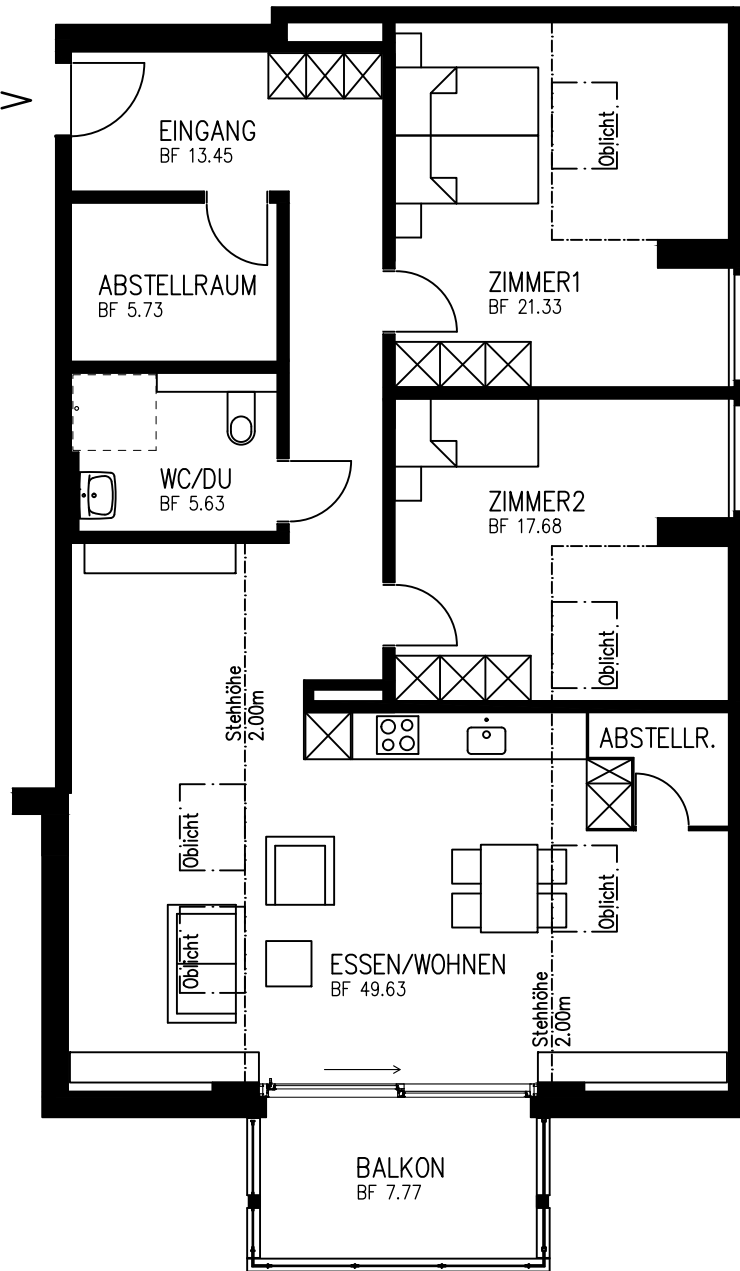 EINGANG
BF 13.45
Oblicht
ABSTELLRAUM
BF 5.73
ZIMMER1
BF 21.33
WC/DU
BF 5.63
ZIMMER2
BF 17.68
Oblicht
Stehhöhe
2.00m
ABSTELLR.
Oblicht
Oblicht
Oblicht
ESSEN/WOHNEN
BF 49.63
Stehhöhe
2.00m
BALKON
BF 7.77